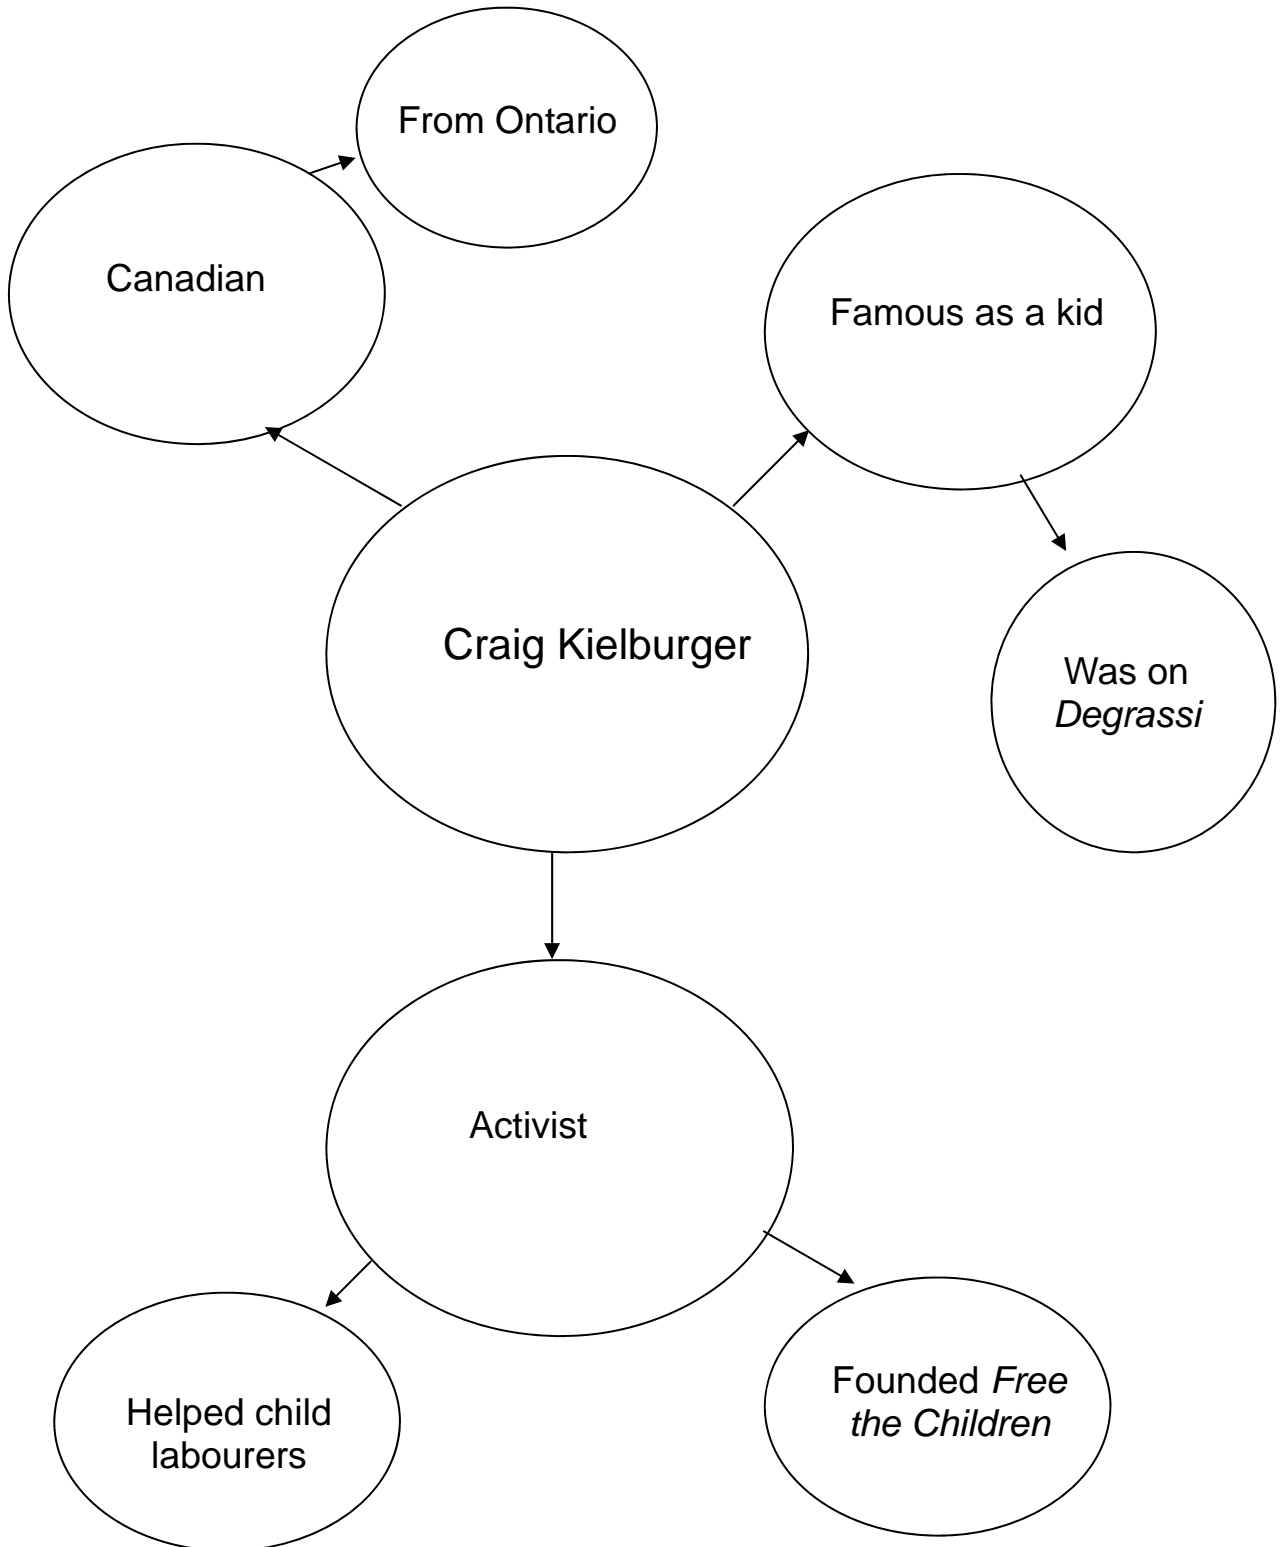 From Ontario
Canadian
Famous as a kid
Craig Kielburger
Was on
Degrassi
Activist
Founded Free
the Children
Helped child
labourers